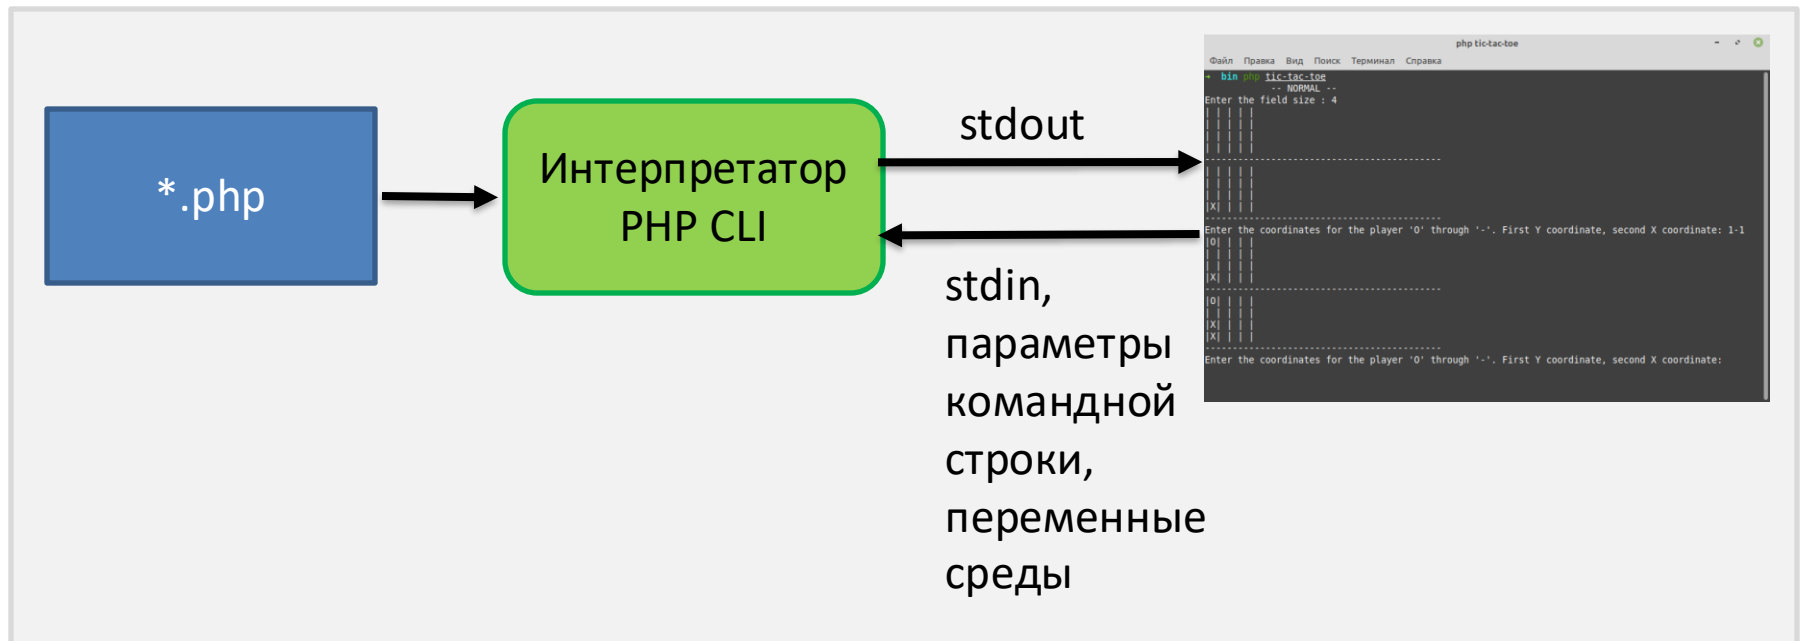 *.php
Интерпретатор
PHP CLI
stdout
stdin,
параметры
командной
строки,
переменные
среды
php tic-tac-toe
Файл Правка Вид Поиск Терминал Справка
→ bin php tic-tac-toe
-- NORMAL --
Enter the field size : 4
| | | | |
| | | | |
| | | | |
| | | | |
-------------------------------------------
| | | | |
| | | | |
| | | | |
|X| | | |
-------------------------------------------
Enter the coordinates for the player 'O' through '-'. First Y coordinate, second X coordinate: 1-1
|O| | | |
| | | | |
| | | | |
|X| | | |
-------------------------------------------
|O| | | |
| | | | |
|X| | | |
|X| | | |
-------------------------------------------
Enter the coordinates for the player 'O' through '-'. First Y coordinate, second X coordinate: